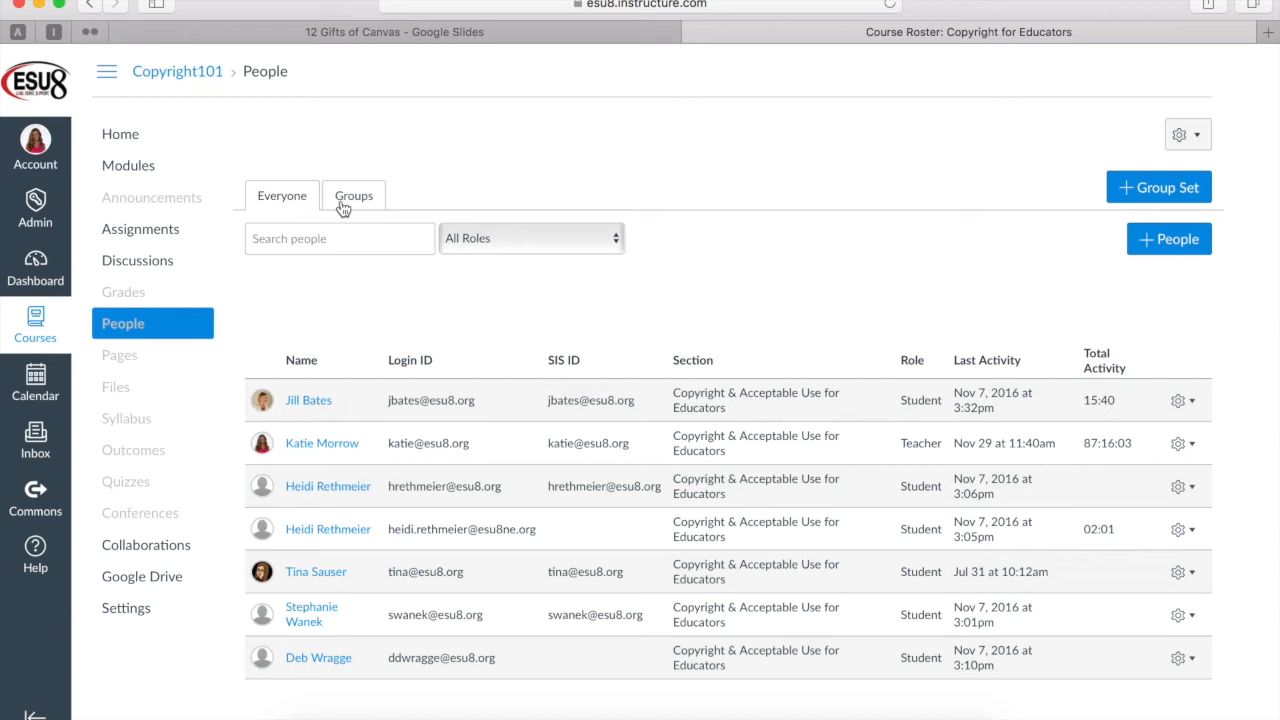 esu8.instructure.com
A
I
12 Gifts of Canvas - Google Slides
Course Roster: Copyright for Educators
ESU8
Copyright101 › People
Account
Admin
Dashboard
Courses
Calendar
Inbox
Commons
Help
Home
Modules
Announcements
Assignments
Discussions
Grades
People
Pages
Files
Syllabus
Outcomes
Quizzes
Conferences
Collaborations
Google Drive
Settings
Everyone
Groups
+ Group Set
Search people
All Roles
+ People
Name Login ID SIS ID Section Role Last Activity Total
Activity
Jill Bates jbates@esu8.org jbates@esu8.org Copyright & Acceptable Use for Student Nov 7, 2016 at 15:40
Educators 3:32pm
Katie Morrow katie@esu8.org katie@esu8.org Copyright & Acceptable Use for Teacher Nov 29 at 11:40am 87:16:03
Educators
Heidi Rethmeier hrethmeier@esu8.org hrethmeier@esu8.org Copyright & Acceptable Use for Student Nov 7, 2016 at
Educators 3:06pm
Heidi Rethmeier heidi.rethmeier@esu8ne.org Copyright & Acceptable Use for Student Nov 7, 2016 at 02:01
Educators 3:05pm
Tina Sauser tina@esu8.org tina@esu8.org Copyright & Acceptable Use for Student Jul 31 at 10:12am
Educators
Stephanie swanek@esu8.org swanek@esu8.org Copyright & Acceptable Use for Student Nov 7, 2016 at
Wanek Educators 3:01pm
Deb Wragge ddwragge@esu8.org Copyright & Acceptable Use for Student Nov 7, 2016 at
Educators 3:10pm